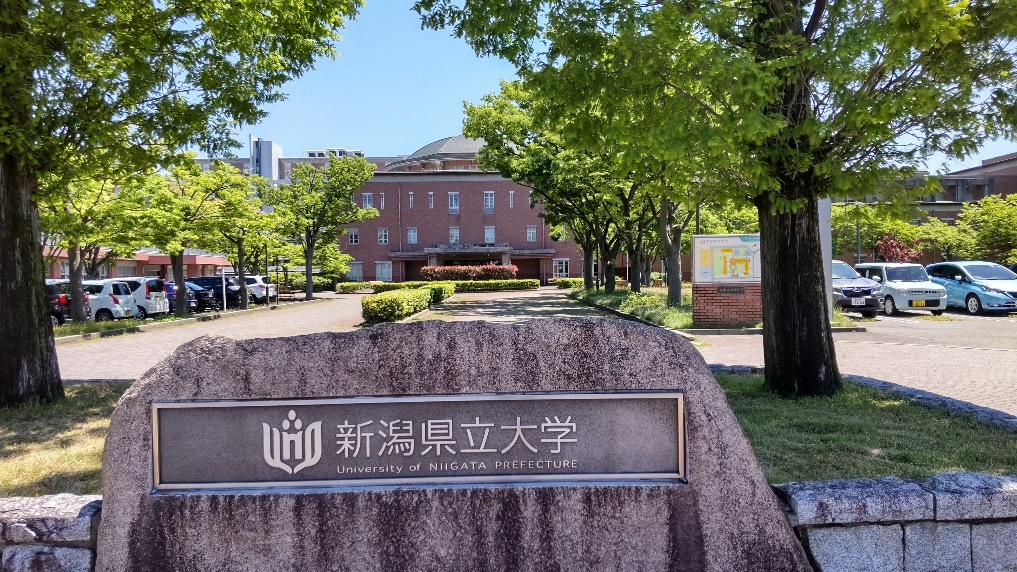 新潟県立大学
University of NIIGATA PREFECTURE